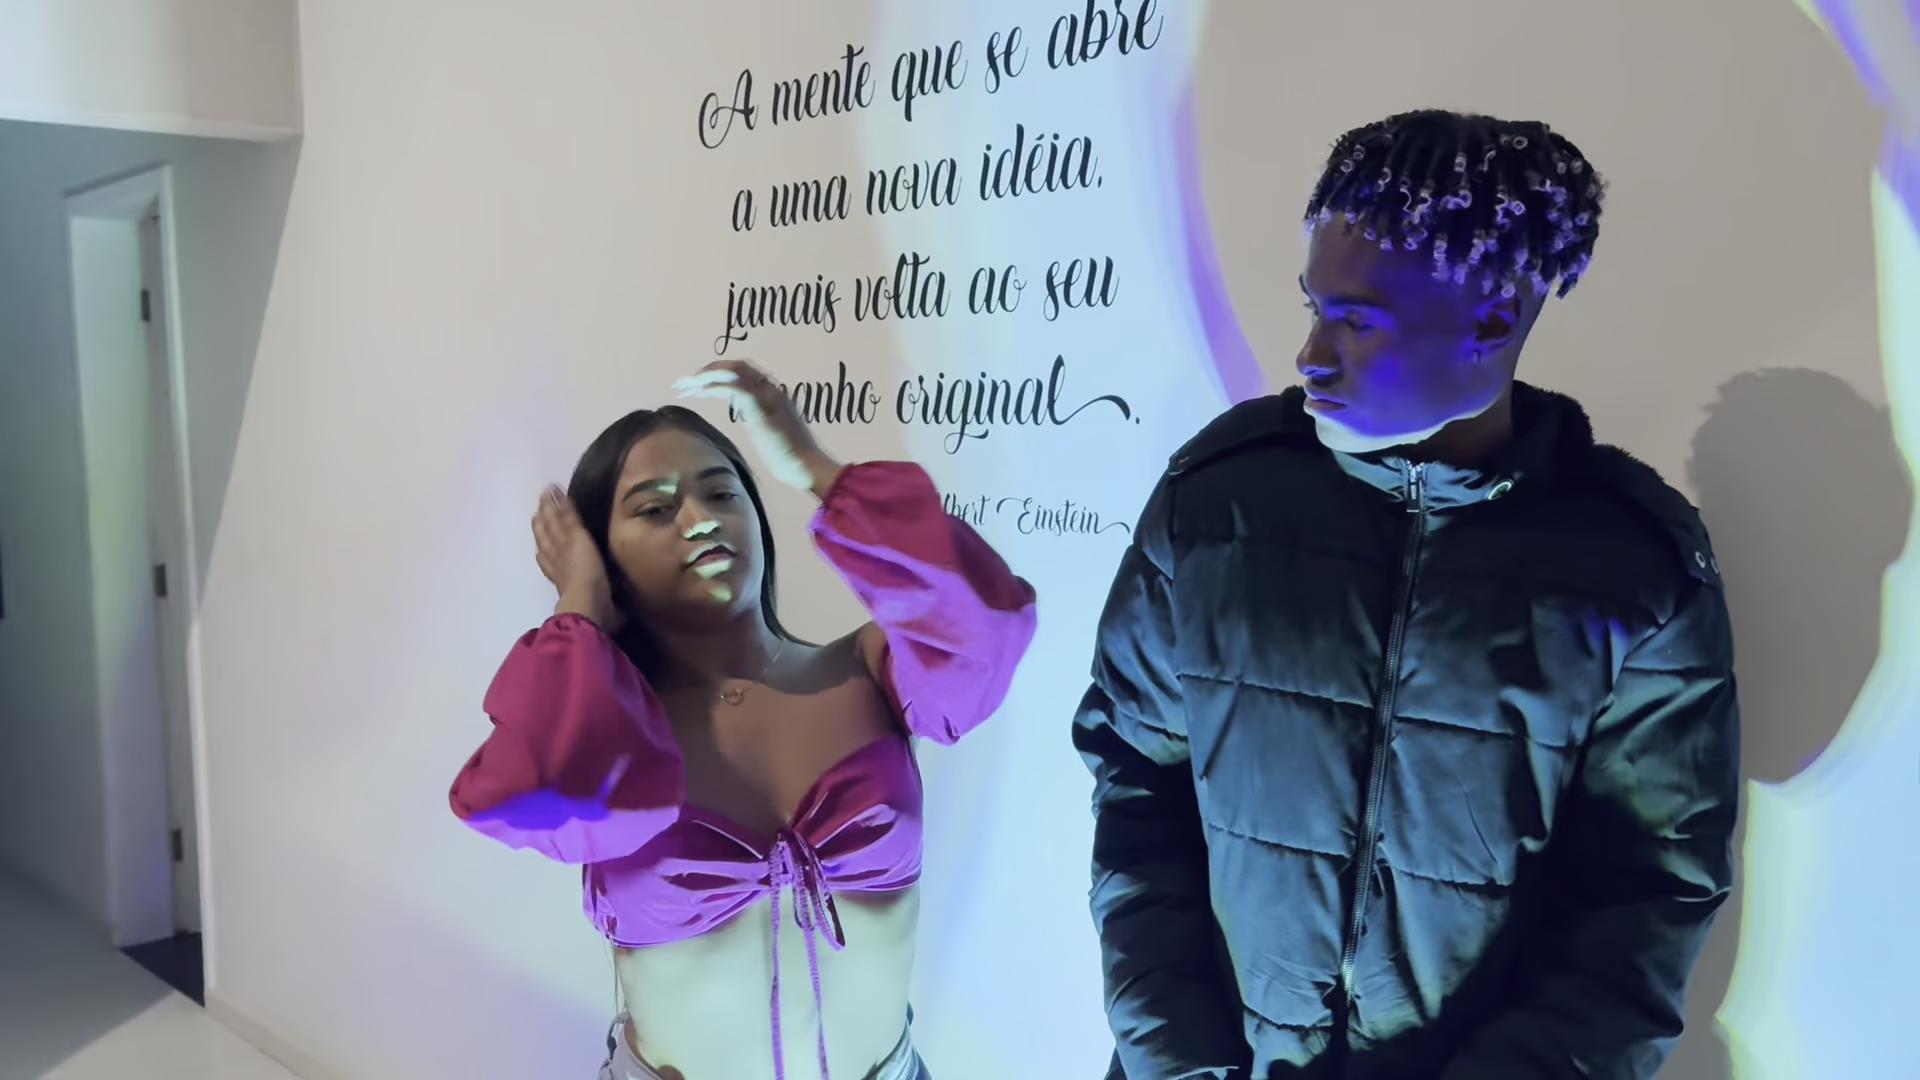 A mente que se abre
a uma nova idéia,
jamais volta ao seu
original.
Einstein